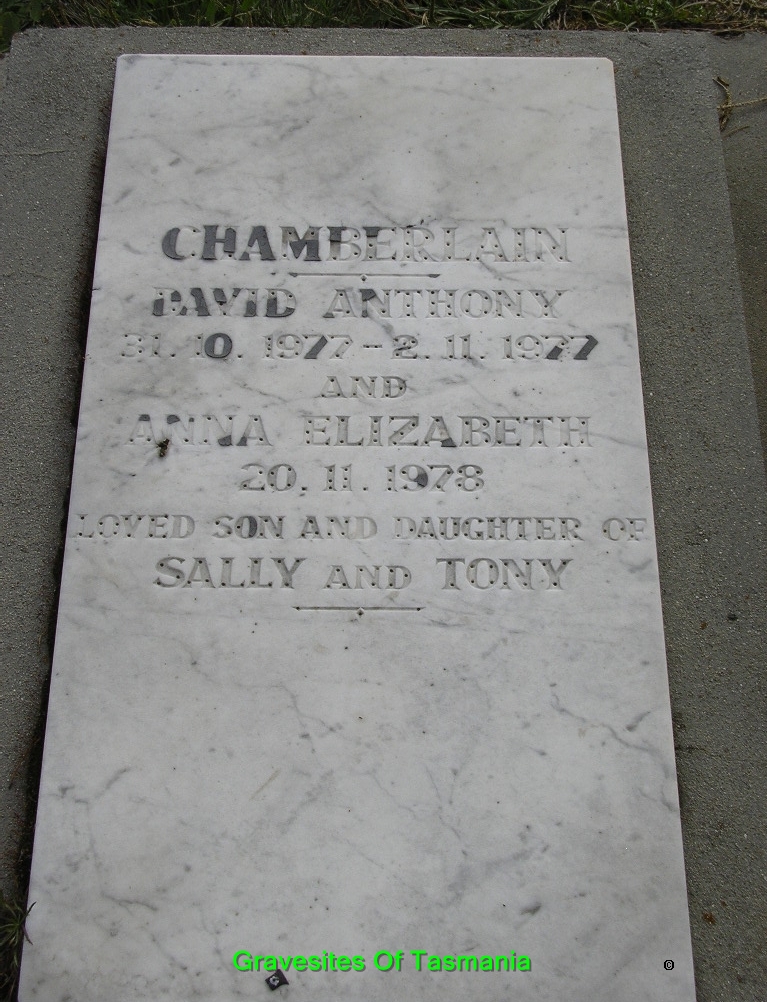 CHAMBERLAIN
DAVID ANTHONY
31. 10. 1977 - 2. 11. 1977
AND
ANNA ELIZABETH
20. 11. 1978
LOVED SON AND DAUGHTER OF
SALLY AND TONY
Gravesites Of Tasmania
©